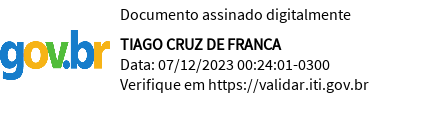 Documento assinado digitalmente
gov.br
TIAGO CRUZ DE FRANCA
Data: 07/12/2023 00:24:01-0300
Verifique em https://validar.iti.gov.br